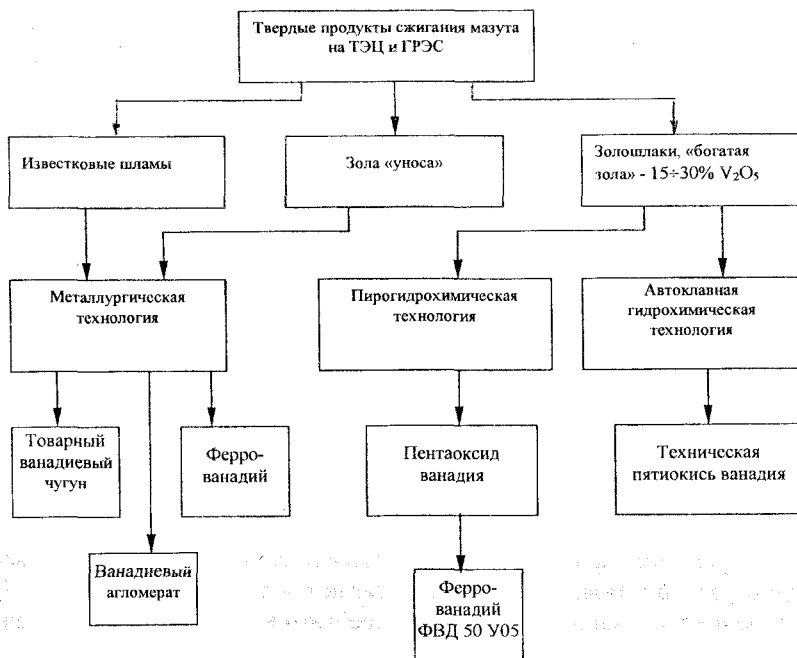 Твердые продукты сжигания мазута
на ТЭЦ и ГРЭС
Известковые шламы
Зола «уноса»
Золошлаки, «богатая
зола» - 15÷30% V₂O₅
Металлургическая
технология
Пирогидрохимическая
технология
Автоклавная
гидрохимическая
технология
Товарный
ванадиевый
чугун
Ферро-
ванадий
Пентаоксид
ванадия
Техническая
пятиокись ванадия
Ванадиевый
агломерат
Ферро-
ванадий
ФВД 50 У05